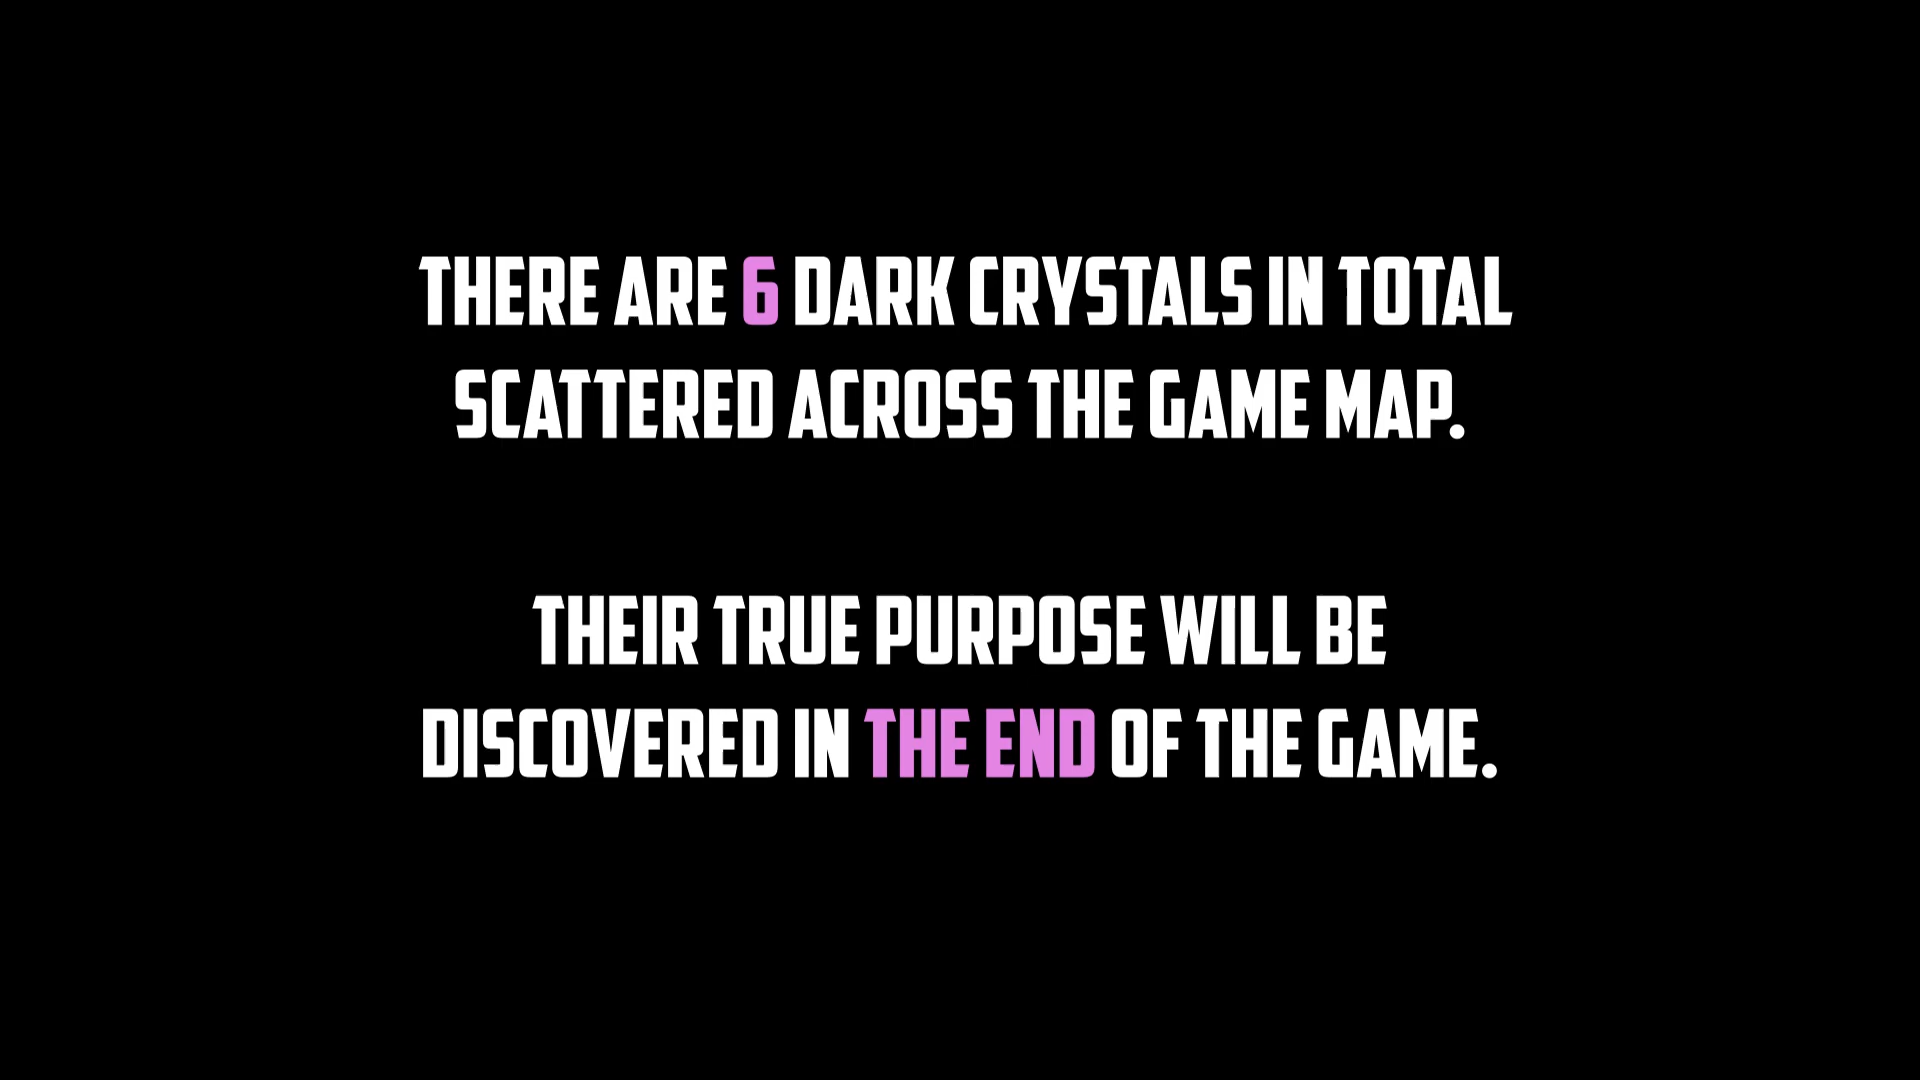 THERE ARE 6 DARK CRYSTALS IN TOTAL
SCATTERED ACROSS THE GAME MAP.
THEIR TRUE PURPOSE WILL BE
DISCOVERED IN THE END OF THE GAME.